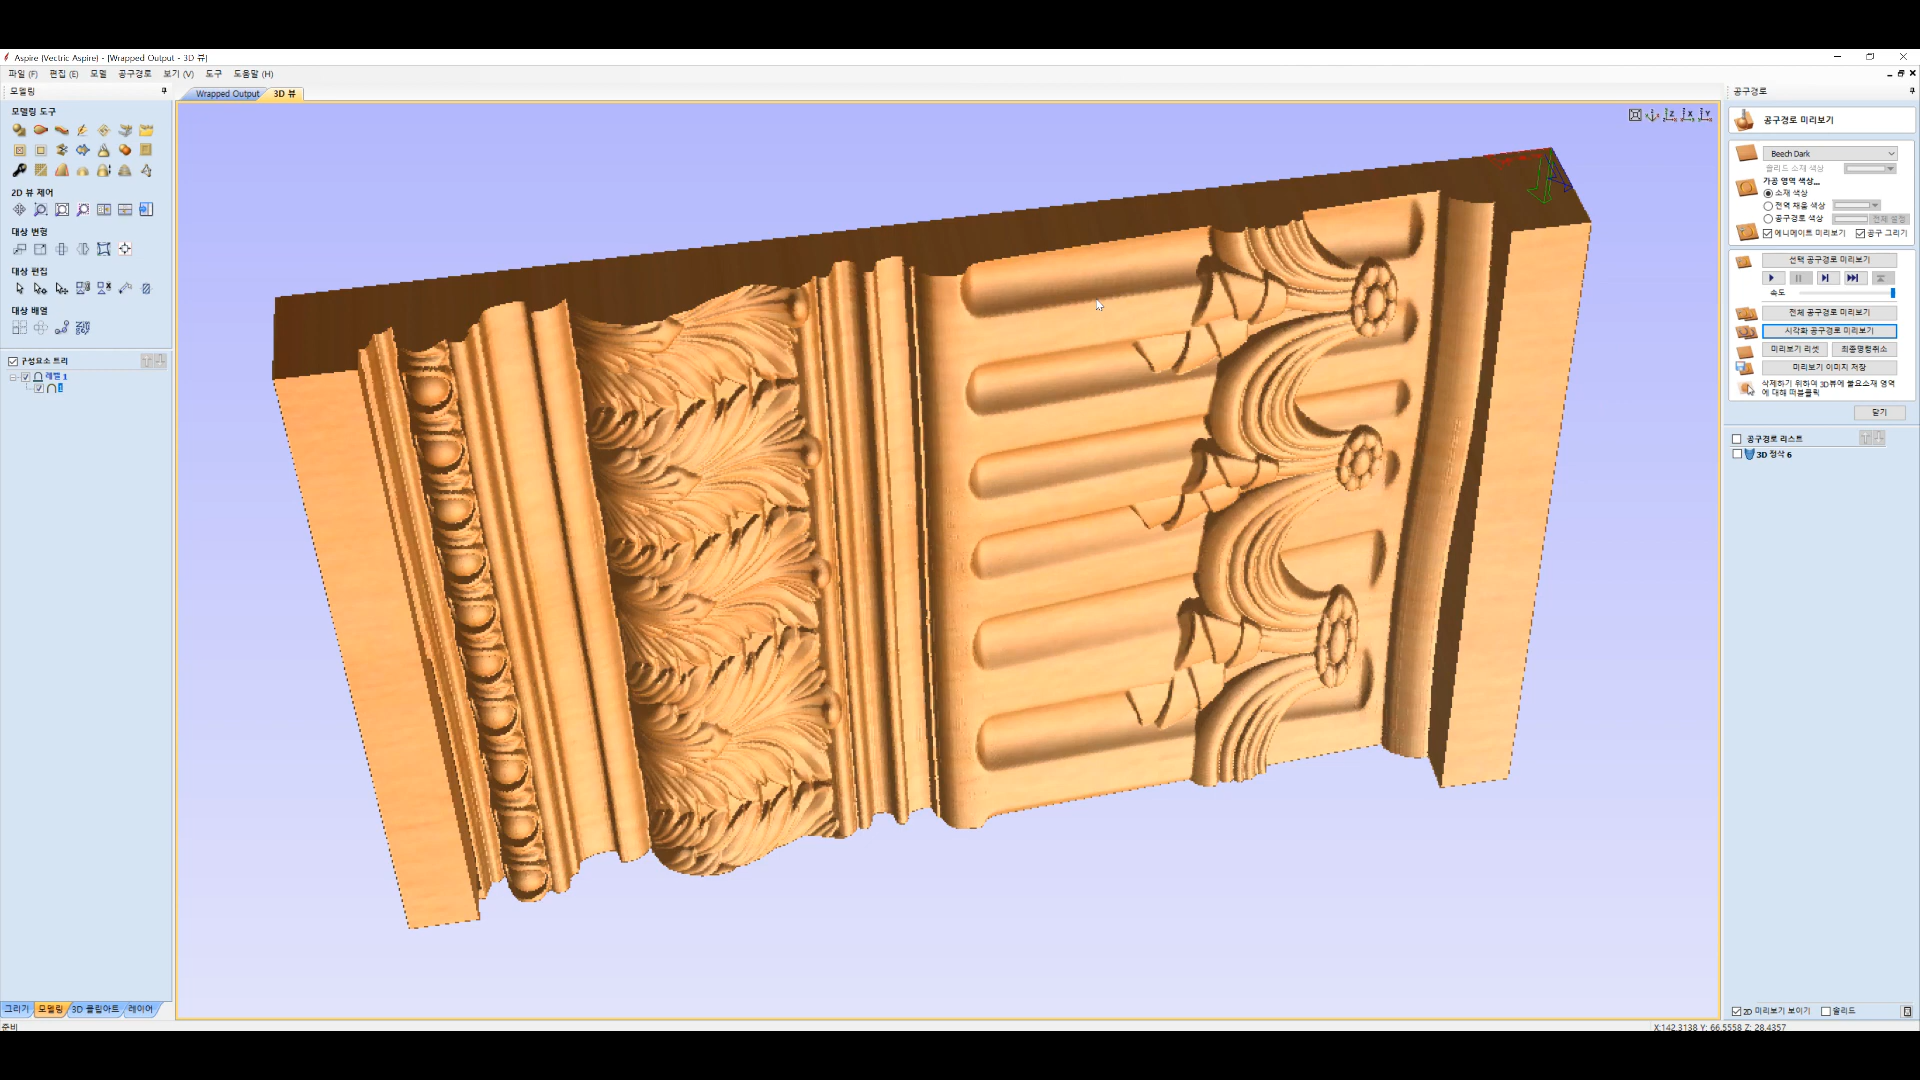 Aspire (Vectric Aspire) - [Wrapped Output - 3D 뷰]
파일 (F) 편집 (E) 모델 공구경로 보기 (V) 도구 도움말 (H)
모델링
모델링 도구
2D 뷰 제어
대상 변형
대상 편집
대상 배열
구성요소 트리
레벨 1
1
그리기 모델링 3D 클립아트 레이어
준비
Wrapped Output 3D 뷰
Z X Y
공구경로
공구경로 미리보기
Beech Dark
솔리드 소재 색상
가공 영역 색상...
소재 색상
전역 채움 색상
공구경로 색상 전체 설정
애니메이트 미리보기 공구 그리기
선택 공구경로 미리보기
속도
전체 공구경로 미리보기
시각화 공구경로 미리보기
미리보기 리셋 최종명령취소
미리보기 이미지 저장
삭제하기 위하여 3D뷰에 불요소재 영역
에 대해 떠블클릭
닫기
공구경로 리스트
3D 정삭 6
2D 미리보기 보이기 솔리드
X:142.3138 Y: 66.5558 Z: 28.4357